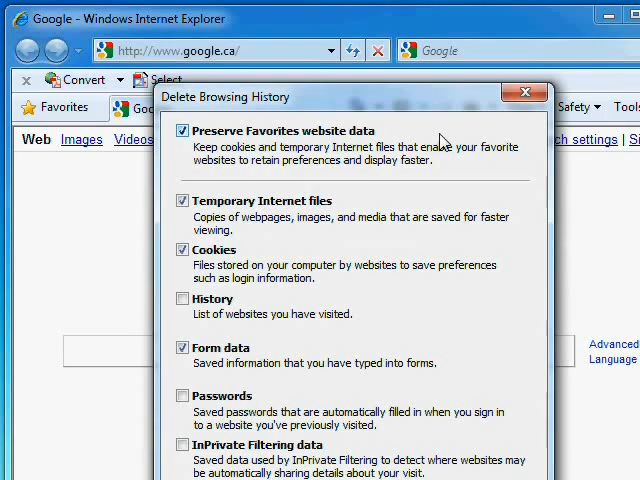 Google - Windows Internet Explorer
http://www.google.ca/
Google
x Convert Select
Favorites
Goo
Safety
Tools
Delete Browsing History
Web Images Videos
ch settings | Si
Preserve Favorites website data
Keep cookies and temporary Internet files that enable your favorite
websites to retain preferences and display faster.
Temporary Internet files
Copies of webpages, images, and media that are saved for faster
viewing.
Cookies
Files stored on your computer by websites to save preferences
such as login information.
History
List of websites you have visited.
Advanced
Language
Form data
Saved information that you have typed into forms.
Passwords
Saved passwords that are automatically filled in when you sign in
to a website you've previously visited.
InPrivate Filtering data
Saved data used by InPrivate Filtering to detect where websites may
be automatically sharing details about your visit.